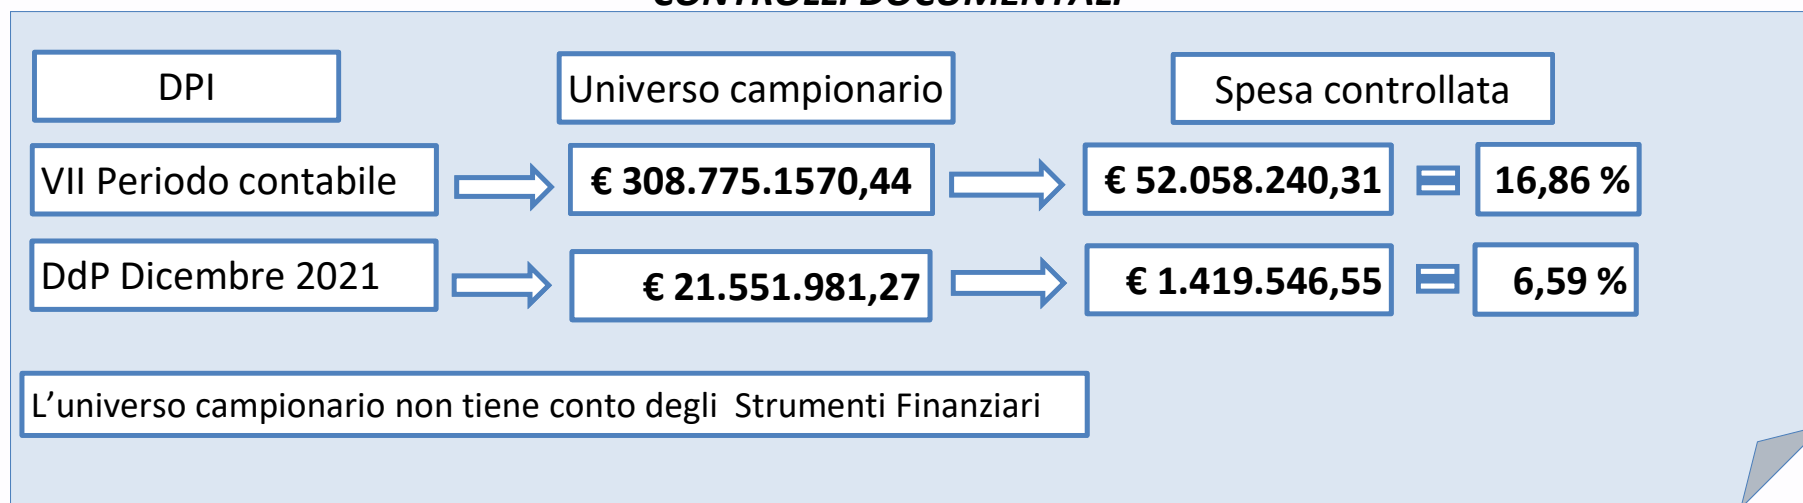 CONTROLLI DOCUMENTALI
DPI
Universo campionario
Spesa controllata
VII Periodo contabile
€ 308.775.1570,44
€ 52.058.240,31
16,86 %
DdP Dicembre 2021
€ 21.551.981,27
€ 1.419.546,55
6,59 %
L’universo campionario non tiene conto degli Strumenti Finanziari